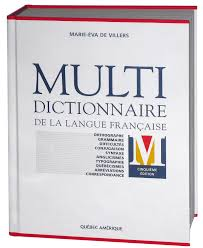 MARIE-ÉVA DE VILLERS
MULTI
DICTIONNAIRE
DE LA LANGUE FRANÇAISE
ORTHOGRAPHE
GRAMMAIRE
DIFFICULTÉS
CONJUGAISON
SYNTAXE
ANGLICISMES
TYPOGRAPHIE
QUÉBÉCISMES
ABRÉVIATIONS
CORRESPONDANCE
M
CINQUIÈME
ÉDITION
QUÉBEC AMÉRIQUE